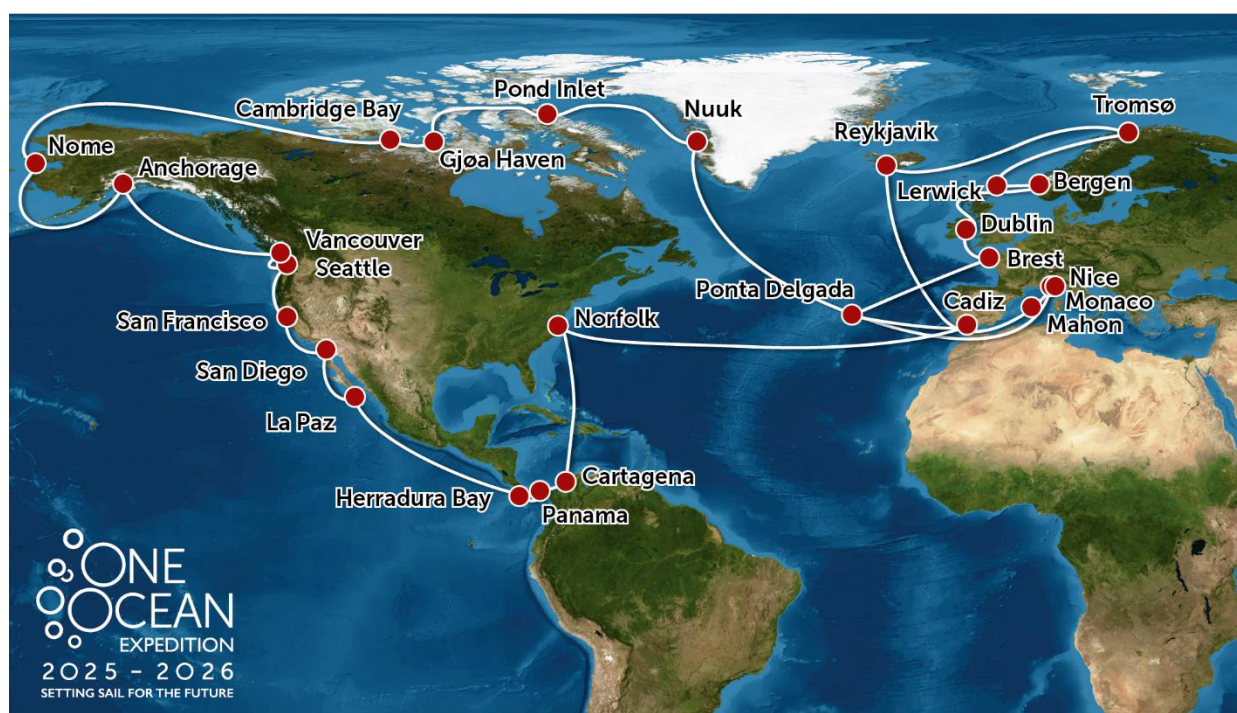 Pond Inlet
Cambridge Bay
Nuuk
Tromsø
Reykjavik
Nome
Anchorage
Gjøa Haven
Lerwick
Bergen
Dublin
Vancouver
Seattle
Brest
Nice
Ponta Delgada
Cadiz
Monaco
San Francisco
Norfolk
Mahon
San Diego
La Paz
Cartagena
Herradura Bay
Panama
ONE
OCEAN
EXPEDITION
2025 – 2026
SETTING SAIL FOR THE FUTURE